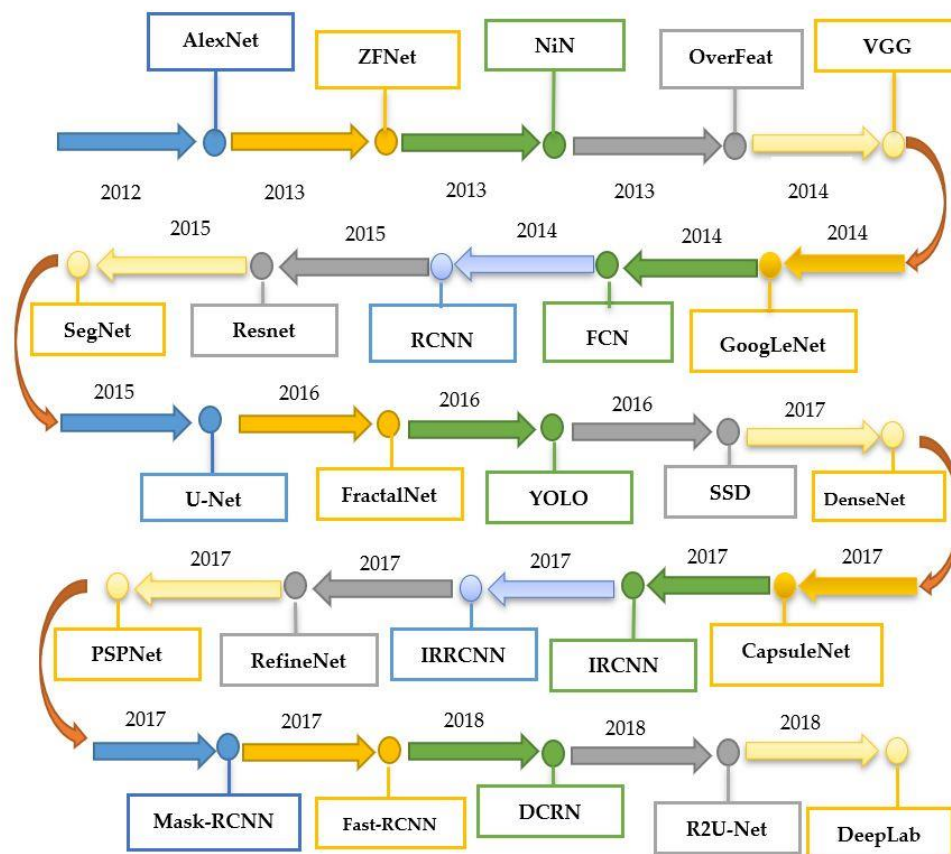 AlexNet
ZFNet
NiN
OverFeat
VGG
2012
2013
2013
2013
2014
2015
2015
2014
2014
2014
SegNet
Resnet
RCNN
FCN
GoogLeNet
2015
2016
2016
2016
2017
U-Net
FractalNet
YOLO
SSD
DenseNet
2017
2017
2017
2017
2017
PSPNet
RefineNet
IRRCNN
IRCNN
CapsuleNet
2017
2017
2018
2018
2018
Mask-RCNN
Fast-RCNN
DCRN
R2U-Net
DeepLab